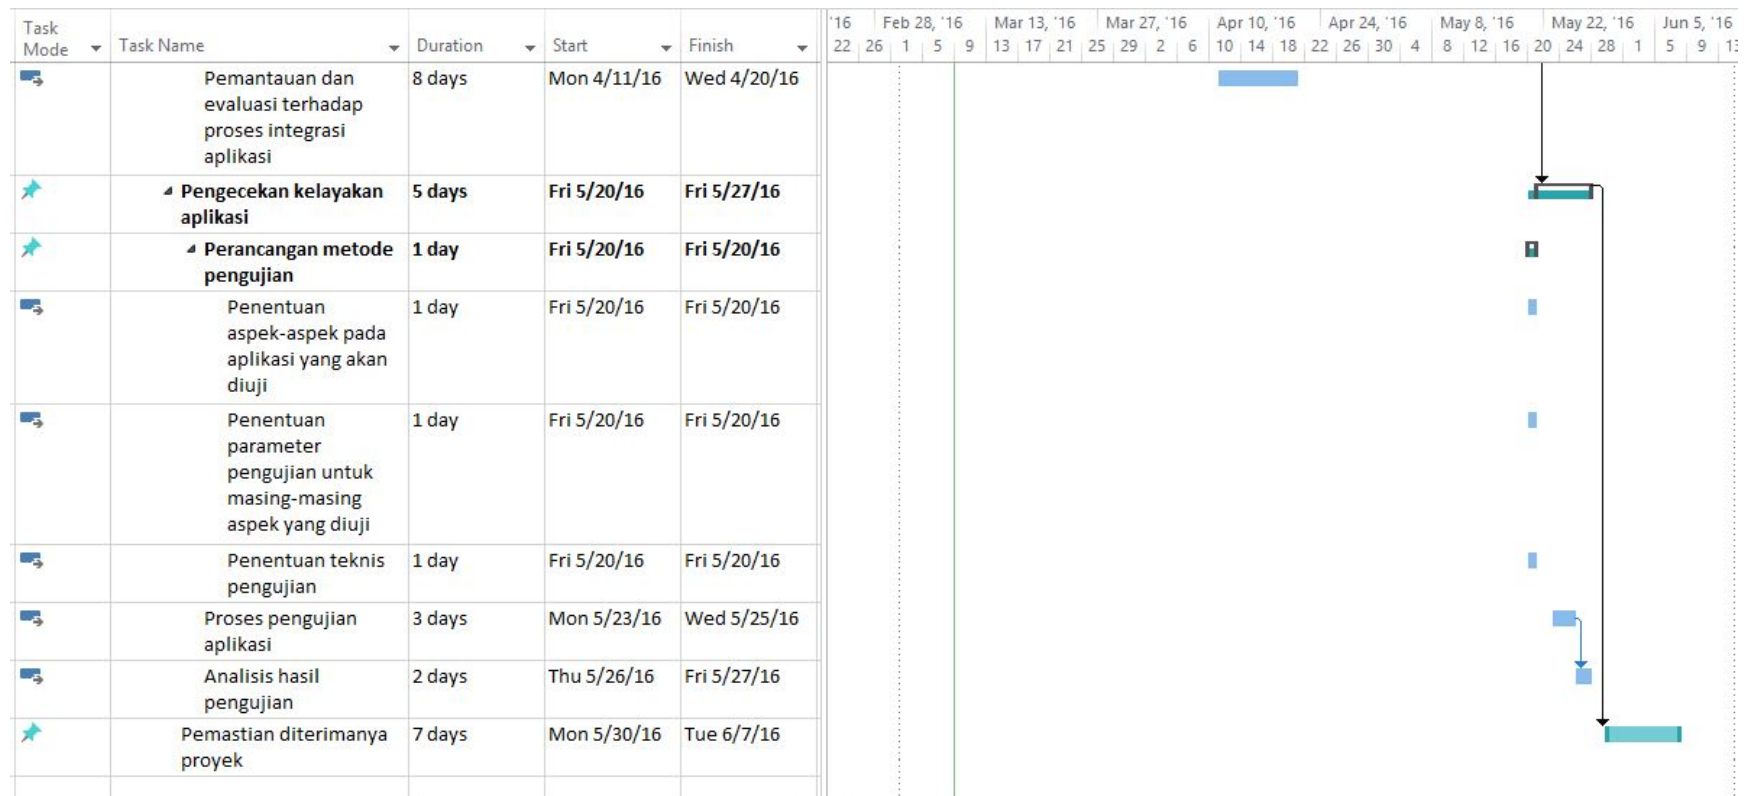 Task
Mode Task Name Duration Start Finish
'16 Feb 28, '16 Mar 13, '16 Mar 27, '16 Apr 10, '16 Apr 24, '16 May 8, '16 May 22, '16 Jun 5, '16
22 26 1 5 9 13 17 21 25 29 2 6 10 14 18 22 26 30 4 8 12 16 20 24 28 1 5 9 13
Pemantauan dan 8 days Mon 4/11/16 Wed 4/20/16
evaluasi terhadap
proses integrasi
aplikasi
Pengecekan kelayakan 5 days Fri 5/20/16 Fri 5/27/16
aplikasi
Perancangan metode 1 day Fri 5/20/16 Fri 5/20/16
pengujian
Penentuan 1 day Fri 5/20/16 Fri 5/20/16
aspek-aspek pada
aplikasi yang akan
diuji
Penentuan 1 day Fri 5/20/16 Fri 5/20/16
parameter
pengujian untuk
masing-masing
aspek yang diuji
Penentuan teknis 1 day Fri 5/20/16 Fri 5/20/16
pengujian
Proses pengujian 3 days Mon 5/23/16 Wed 5/25/16
aplikasi
Analisis hasil 2 days Thu 5/26/16 Fri 5/27/16
pengujian
Pemastian diterimanya 7 days Mon 5/30/16 Tue 6/7/16
proyek